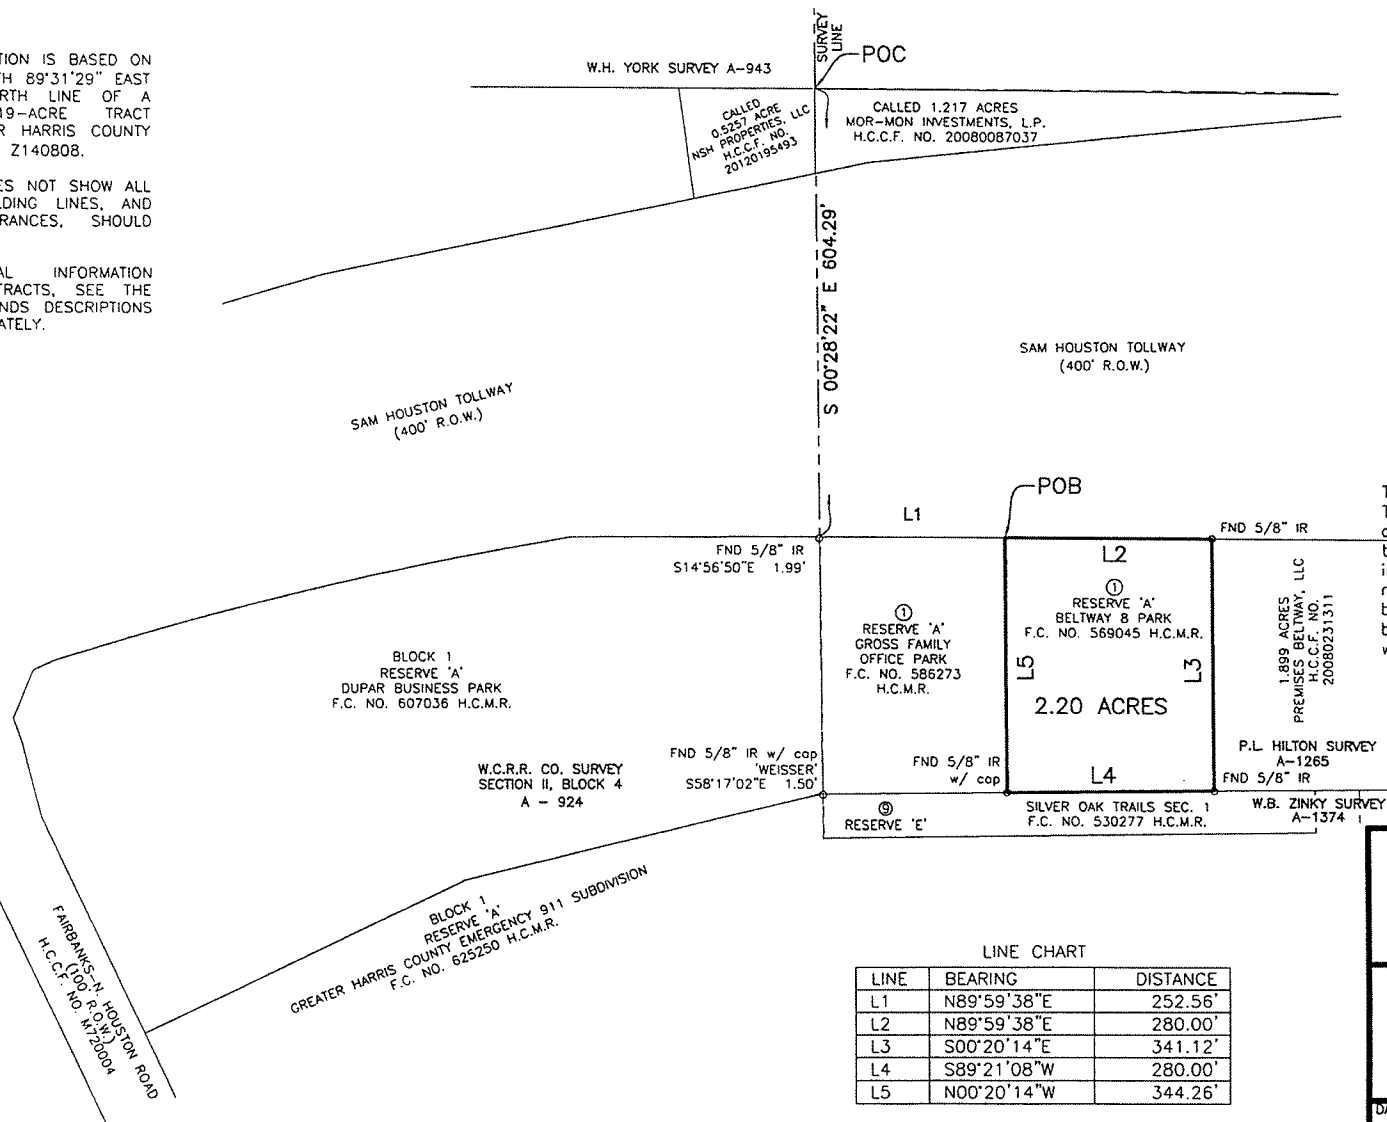 TION IS BASED ON
TH 89°31'29" EAST
RTH LINE OF A
19-ACRE TRACT
R HARRIS COUNTY
Z140808.
ES NOT SHOW ALL
LDING LINES, AND
RANCES, SHOULD
AL INFORMATION
TRACTS, SEE THE
NDS DESCRIPTIONS
ATELY.
SURVEY
LINE
POC
W.H. YORK SURVEY A-943
CALLED
0.5257 ACRE
NSH PROPERTIES, LLC
H.C.C.F. NO.
20120195493
CALLED 1.217 ACRES
MOR-MON INVESTMENTS, L.P.
H.C.C.F. NO. 20080087037
S 00°28'22" E 604.29'
SAM HOUSTON TOLLWAY
(400' R.O.W.)
SAM HOUSTON TOLLWAY
(400' R.O.W.)
POB
L1
FND 5/8" IR
S14°56'50"E 1.99'
L2
FND 5/8" IR
①
RESERVE 'A'
GROSS FAMILY
OFFICE PARK
F.C. NO. 586273
H.C.M.R.
①
RESERVE 'A'
BELTWAY 8 PARK
F.C. NO. 569045 H.C.M.R.
L5
L3
2.20 ACRES
L4
1.899 ACRES
PREMISES BELTWAY, LLC
H.C.C.F. NO.
20080231311
BLOCK 1
RESERVE 'A'
DUPAR BUSINESS PARK
F.C. NO. 607036 H.C.M.R.
W.C.R.R. CO. SURVEY
SECTION II, BLOCK 4
A - 924
FND 5/8" IR w/ cap
'WEISSER'
S58°17'02"E 1.50'
FND 5/8" IR
w/ cap
P.L. HILTON SURVEY
A-1265
FND 5/8" IR
W.B. ZINKY SURVEY
A-1374
⑨
RESERVE 'E'
SILVER OAK TRAILS SEC. 1
F.C. NO. 530277 H.C.M.R.
BLOCK 1
RESERVE 'A'
GREATER HARRIS COUNTY EMERGENCY 911 SUBDIVISION
F.C. NO. 625250 H.C.M.R.
FAIRBANKS-N. HOUSTON ROAD
(100' R.O.W.)
H.C.C.F. NO. M720004
LINE CHART
LINE BEARING DISTANCE
L1 N89°59'38"E 252.56'
L2 N89°59'38"E 280.00'
L3 S00°20'14"E 341.12'
L4 S89°21'08"W 280.00'
L5 N00°20'14"W 344.26'